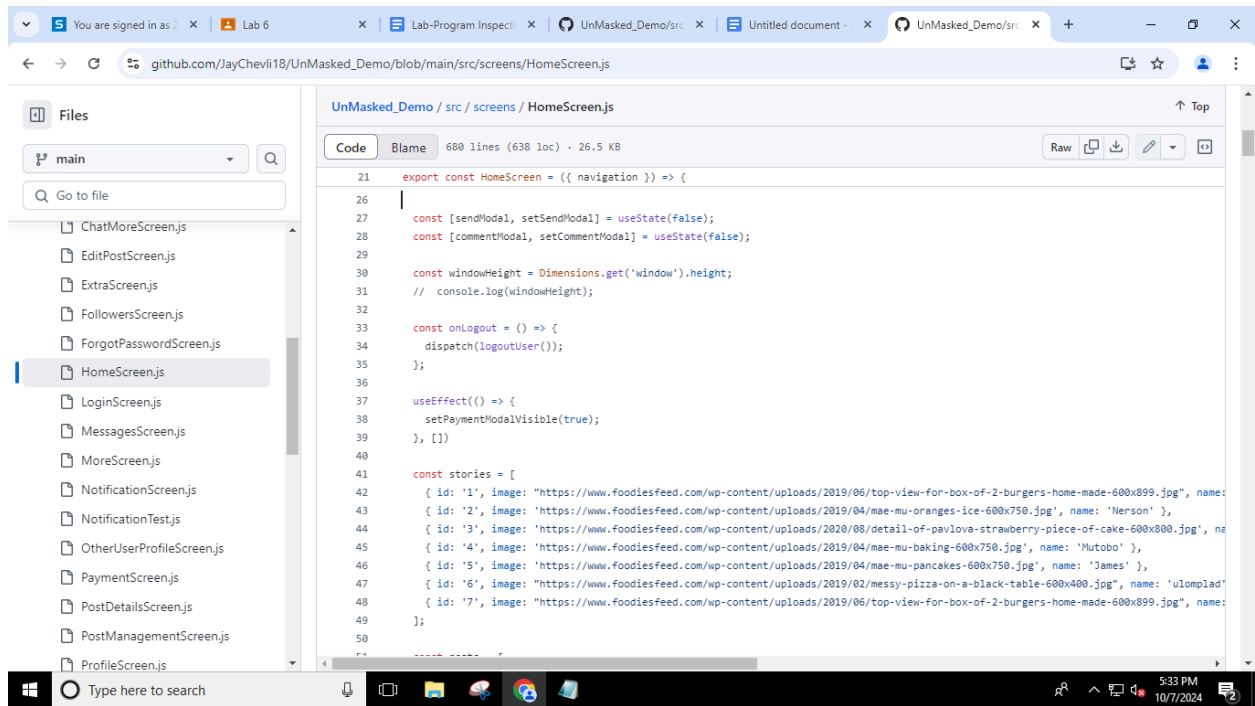 You are signed in as 2
Lab 6
Lab-Program Inspecti
UnMasked_Demo/src
Untitled document -
UnMasked_Demo/src
github.com/JayChevli18/UnMasked_Demo/blob/main/src/screens/HomeScreen.js
Files
main
Go to file
ChatMoreScreen.js
EditPostScreen.js
ExtraScreen.js
FollowersScreen.js
ForgotPasswordScreen.js
HomeScreen.js
LoginScreen.js
MessagesScreen.js
MoreScreen.js
NotificationScreen.js
NotificationTest.js
OtherUserProfileScreen.js
PaymentScreen.js
PostDetailsScreen.js
PostManagementScreen.js
ProfileScreen.js
UnMasked_Demo / src / screens / HomeScreen.js
Top
Code Blame 680 lines (638 loc) · 26.5 KB
Raw
21 export const HomeScreen = ({ navigation }) => {
26
27 const [sendModal, setSendModal] = useState(false);
28 const [commentModal, setCommentModal] = useState(false);
29
30 const windowHeight = Dimensions.get('window').height;
31 // console.log(windowHeight);
32
33 const onLogout = () => {
34 dispatch(logoutUser());
35 };
36
37 useEffect(() => {
38 setPaymentModalVisible(true);
39 }, [])
40
41 const stories = [
42 { id: '1', image: "https://www.foodiesfeed.com/wp-content/uploads/2019/06/top-view-for-box-of-2-burgers-home-made-600x899.jpg", name:
43 { id: '2', image: 'https://www.foodiesfeed.com/wp-content/uploads/2019/04/mae-mu-oranges-ice-600x750.jpg', name: 'Nerson' },
44 { id: '3', image: 'https://www.foodiesfeed.com/wp-content/uploads/2020/08/detail-of-pavlova-strawberry-piece-of-cake-600x800.jpg', na
45 { id: '4', image: 'https://www.foodiesfeed.com/wp-content/uploads/2019/04/mae-mu-baking-600x750.jpg', name: 'Mutobo' },
46 { id: '5', image: 'https://www.foodiesfeed.com/wp-content/uploads/2019/04/mae-mu-pancakes-600x750.jpg', name: 'James' },
47 { id: '6', image: "https://www.foodiesfeed.com/wp-content/uploads/2019/02/messy-pizza-on-a-black-table-600x400.jpg", name: 'ulomplad'
48 { id: '7', image: "https://www.foodiesfeed.com/wp-content/uploads/2019/06/top-view-for-box-of-2-burgers-home-made-600x899.jpg", name:
49 ];
50
Type here to search
5:33 PM
10/7/2024
2